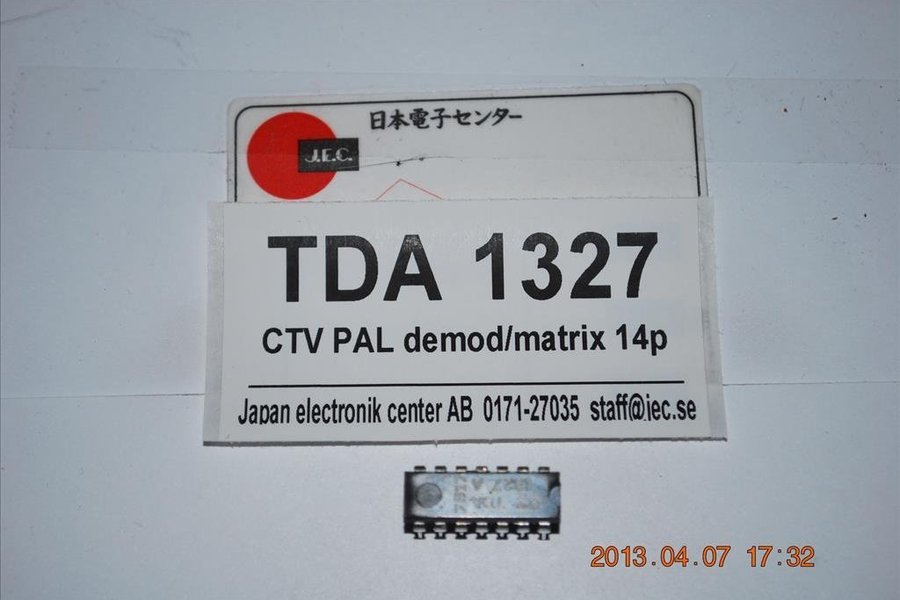 日本電子センター
J.E.C.
TDA 1327
CTV PAL demod/matrix 14p
Japan electronik center AB 0171-27035 staff@jec.se
2013.04.07 17:32